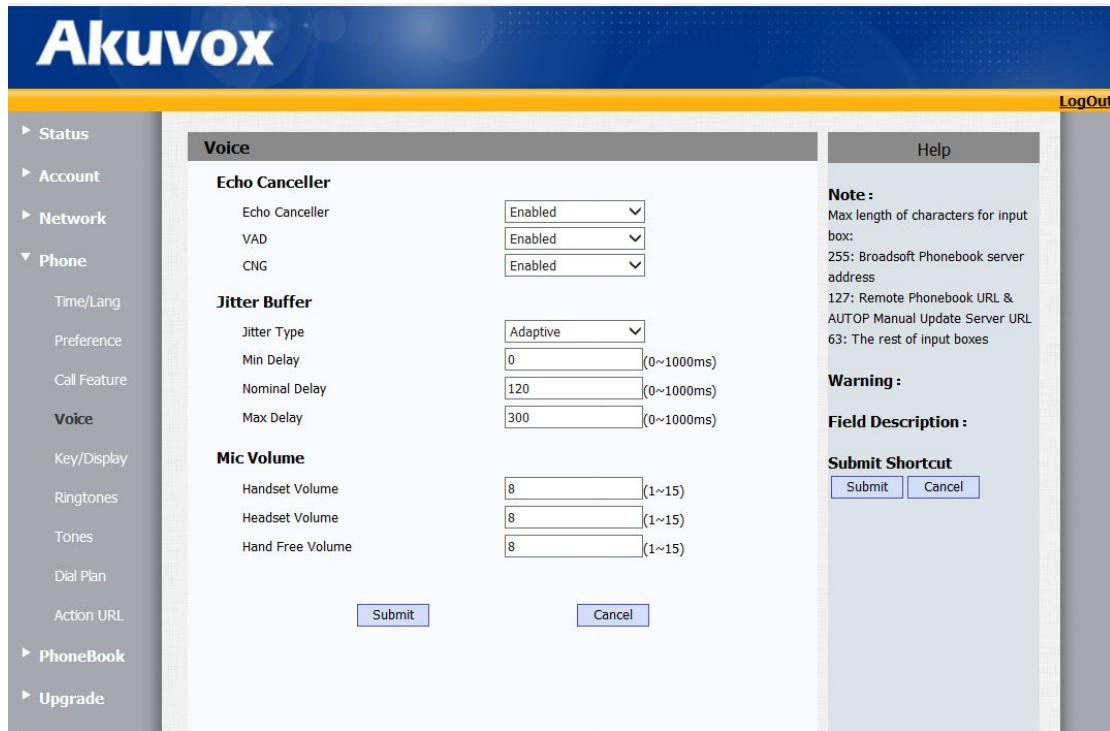 Akuvox
LogOut
Status
Account
Network
Phone
Time/Lang
Preference
Call Feature
Voice
Key/Display
Ringtones
Tones
Dial Plan
Action URL
PhoneBook
Upgrade
Voice
Echo Canceller
Echo Canceller Enabled
VAD Enabled
CNG Enabled
Jitter Buffer
Jitter Type Adaptive
Min Delay 0 (0~1000ms)
Nominal Delay 120 (0~1000ms)
Max Delay 300 (0~1000ms)
Mic Volume
Handset Volume 8 (1~15)
Headset Volume 8 (1~15)
Hand Free Volume 8 (1~15)
Submit Cancel
Help
Note :
Max length of characters for input
box:
255: Broadsoft Phonebook server
address
127: Remote Phonebook URL &
AUTOP Manual Update Server URL
63: The rest of input boxes
Warning :
Field Description :
Submit Shortcut
Submit Cancel